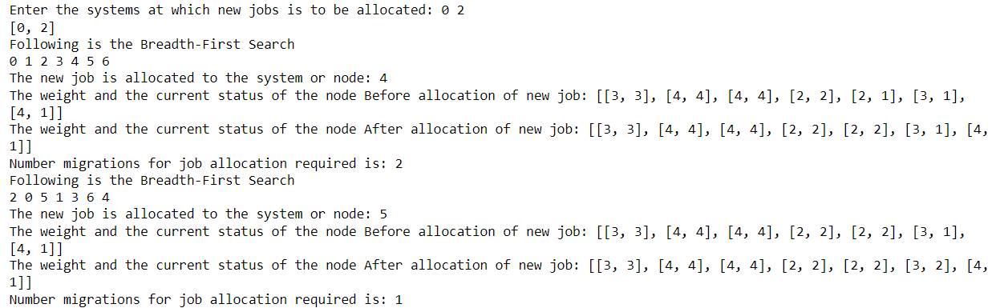 Enter the systems at which new jobs is to be allocated: 0 2
[0, 2]
Following is the Breadth-First Search
0 1 2 3 4 5 6
The new job is allocated to the system or node: 4
The weight and the current status of the node Before allocation of new job: [[3, 3], [4, 4], [4, 4], [2, 2], [2, 1], [3, 1],
[4, 1]]
The weight and the current status of the node After allocation of new job: [[3, 3], [4, 4], [4, 4], [2, 2], [2, 2], [3, 1], [4,
1]]
Number migrations for job allocation required is: 2
Following is the Breadth-First Search
2 0 5 1 3 6 4
The new job is allocated to the system or node: 5
The weight and the current status of the node Before allocation of new job: [[3, 3], [4, 4], [4, 4], [2, 2], [2, 2], [3, 1],
[4, 1]]
The weight and the current status of the node After allocation of new job: [[3, 3], [4, 4], [4, 4], [2, 2], [2, 2], [3, 2], [4,
1]]
Number migrations for job allocation required is: 1